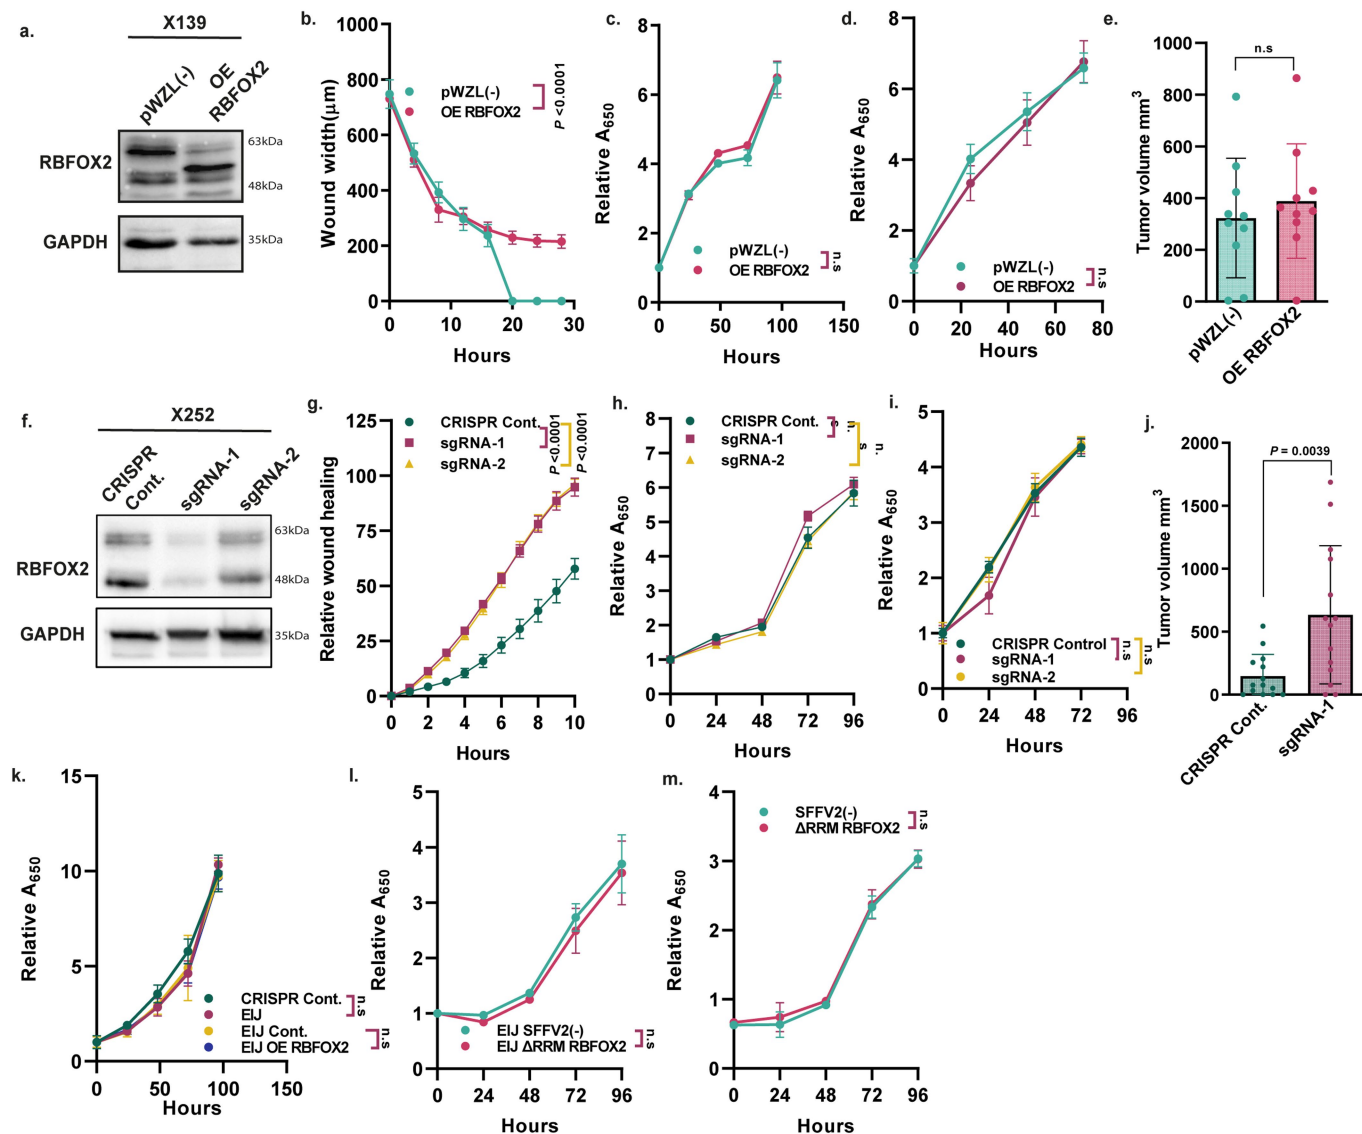 a.
X139
pWZL(-)
OE
RBFOX2
RBFOX2
63kDa
48kDa
GAPDH
35kDa
b.
1000
800
600
400
200
0
Wound width(μm)
pWZL(-)
OE RBFOX2
P <0.0001
0
10
20
30
Hours
c.
8
6
4
2
0
Relative A650
pWZL(-)
OE RBFOX2
n.s
0
50
100
150
Hours
d.
8
6
4
2
0
Relative A650
pWZL(-)
OE RBFOX2
n.s
0
20
40
60
80
Hours
e.
1000
800
600
400
200
0
Tumor volume mm3
n.s
pWZL(-)
OE RBFOX2
f.
X252
CRISPR
Cont.
sgRNA-1
sgRNA-2
RBFOX2
63kDa
48kDa
GAPDH
35kDa
g.
125
100
75
50
25
0
Relative wound healing
CRISPR Cont.
sgRNA-1
sgRNA-2
P <0.0001
P <0.0001
0
2
4
6
8
10
Hours
h.
8
7
6
5
4
3
2
1
0
Relative A650
CRISPR Cont.
sgRNA-1
sgRNA-2
n.
s
n.
s
0
24
48
72
96
Hours
i.
5
4
3
2
1
0
Relative A650
CRISPR Control
sgRNA-1
sgRNA-2
n.s
n.s
0
24
48
72
96
Hours
j.
2000
1500
1000
500
0
Tumor volume mm3
P = 0.0039
CRISPR Cont.
sgRNA-1
k.
15
10
5
0
Relative A650
CRISPR Cont.
EIJ
EIJ Cont.
EIJ OE RBFOX2
n.s
n.s
0
50
100
150
Hours
l.
5
4
3
2
1
0
Relative A650
EIJ SFFV2(-)
EIJ ΔRRM RBFOX2
n.s
0
24
48
72
96
Hours
m.
4
3
2
1
0
Relative A650
SFFV2(-)
ΔRRM RBFOX2
n.s
0
24
48
72
96
Hours